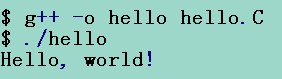 $ g++ -o hello hello.C
$ ./hello
Hello, world!